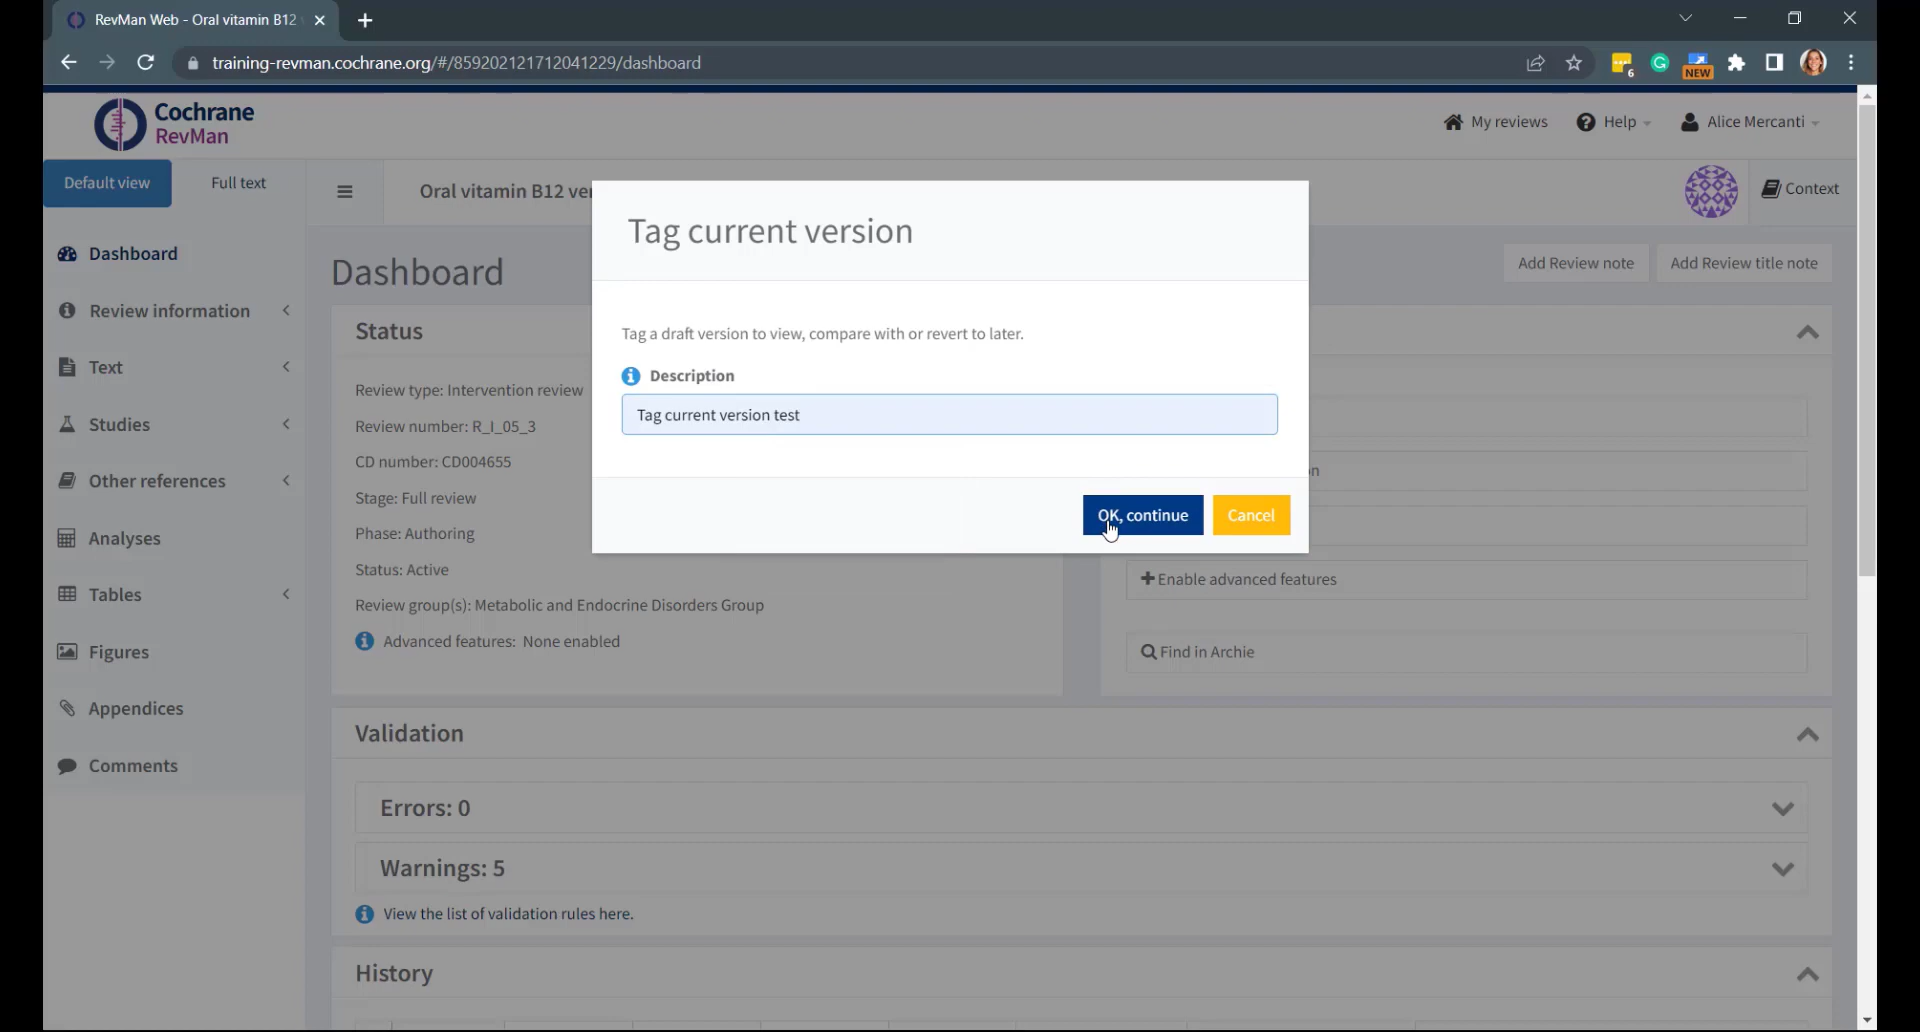 RevMan Web - Oral vitamin B12
training-revman.cochrane.org/#/859202121712041229/dashboard
6
NEW
Cochrane
RevMan
My reviews
Help
Alice Mercanti
Default view
Full text
Oral vitamin B12 ve
Context
Tag current version
Dashboard
Add Review note
Add Review title note
Dashboard
Review information
Text
Studies
Other references
Analyses
Tables
Figures
Appendices
Comments
Status
Review type: Intervention review
Review number: R_I_05_3
CD number: CD004655
Stage: Full review
Phase: Authoring
Status: Active
Review group(s): Metabolic and Endocrine Disorders Group
Advanced features: None enabled
Tag a draft version to view, compare with or revert to later.
Description
Tag current version test
OK, continue
Cancel
Enable advanced features
Find in Archie
Validation
Errors: 0
Warnings: 5
View the list of validation rules here.
History